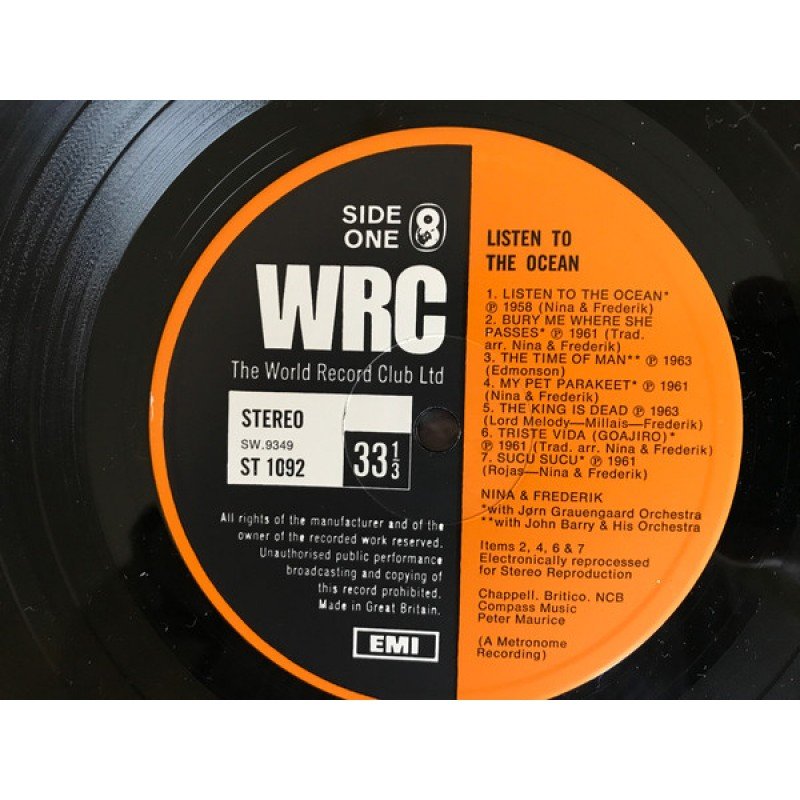 SIDE
ONE
WRC
The World Record Club Ltd
STEREO
SW.9349
ST 1092
33 1/3
All rights of the manufacturer and of the
owner of the recorded work reserved.
Unauthorised public performance
broadcasting and copying of
this record prohibited.
Made in Great Britain.
EMI
LISTEN TO
THE OCEAN
1. LISTEN TO THE OCEAN*
℗ 1958 (Nina & Frederik)
2. BURY ME WHERE SHE
PASSES* ℗ 1961 (Trad.
arr. Nina & Frederik)
3. THE TIME OF MAN** ℗ 1963
(Edmonson)
4. MY PET PARAKEET* ℗ 1961
(Nina & Frederik)
5. THE KING IS DEAD ℗ 1963
(Lord Melody—Millais—Frederik)
6. TRISTE VIDA (GOAJIRO)*
℗ 1961 (Trad. arr. Nina & Frederik)
7. SUCU SUCU* ℗ 1961
(Rojas—Nina & Frederik)
NINA & FREDERIK
*with Jørn Grauengaard Orchestra
**with John Barry & His Orchestra
Items 2, 4, 6 & 7
Electronically reprocessed
for Stereo Reproduction
Chappell. Britico. NCB
Compass Music
Peter Maurice
(A Metronome
Recording)